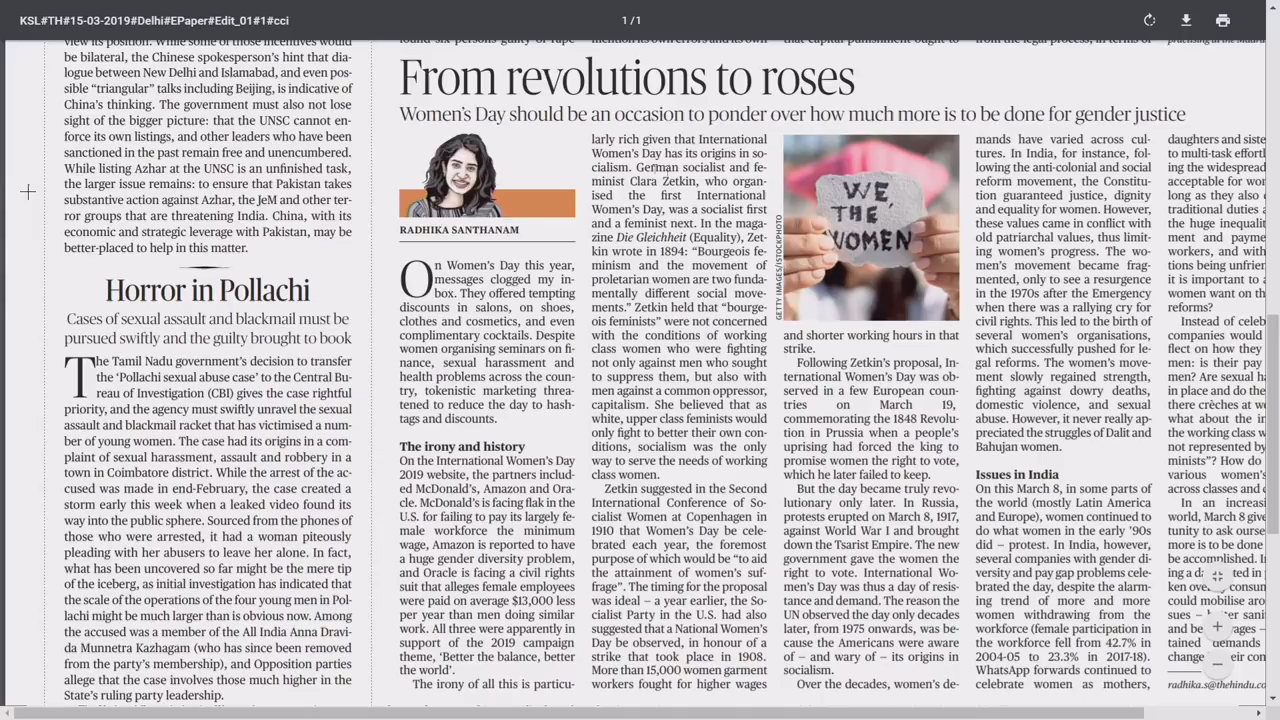 KSL#TH#15-03-2019#Delhi#EPaper#Edit_01#1#cci
1 / 1
view its position. While some of those incentives would
be bilateral, the Chinese spokesperson's hint that dia-
logue between New Delhi and Islamabad, and even pos-
sible “triangular” talks including Beijing, is indicative of
China's thinking. The government must also not lose
sight of the bigger picture: that the UNSC cannot en-
force its own listings, and other leaders who have been
sanctioned in the past remain free and unencumbered.
While listing Azhar at the UNSC is an unfinished task,
the larger issue remains: to ensure that Pakistan takes
substantive action against Azhar, the JeM and other ter-
ror groups that are threatening India. China, with its
economic and strategic leverage with Pakistan, may be
better-placed to help in this matter.
Horror in Pollachi
Cases of sexual assault and blackmail must be
pursued swiftly and the guilty brought to book
The Tamil Nadu government's decision to transfer
the ‘Pollachi sexual abuse case’ to the Central Bu-
reau of Investigation (CBI) gives the case rightful
priority, and the agency must swiftly unravel the sexual
assault and blackmail racket that has victimised a num-
ber of young women. The case had its origins in a com-
plaint of sexual harassment, assault and robbery in a
town in Coimbatore district. While the arrest of the ac-
cused was made in end-February, the case created a
storm early this week when a leaked video found its
way into the public sphere. Sourced from the phones of
those who were arrested, it had a woman piteously
pleading with her abusers to leave her alone. In fact,
what has been uncovered so far might be the mere tip
of the iceberg, as initial investigation has indicated that
the scale of the operations of the four young men in Pol-
lachi might be much larger than is obvious now. Among
the accused was a member of the All India Anna Dravi-
da Munnetra Kazhagam (who has since been removed
from the party's membership), and Opposition parties
allege that the case involves those much higher in the
State's ruling party leadership.
From revolutions to roses
Women's Day should be an occasion to ponder over how much more is to be done for gender justice
RADHIKA SANTHANAM
On Women's Day this year,
messages clogged my in-
box. They offered tempting
discounts in salons, on shoes,
clothes and cosmetics, and even
complimentary cocktails. Despite
women organising seminars on fi-
nance, sexual harassment and
health problems across the coun-
try, tokenistic marketing threa-
tened to reduce the day to hash-
tags and discounts.
The irony and history
On the International Women's Day
2019 website, the partners includ-
ed McDonald's, Amazon and Ora-
cle. McDonald's is facing flak in the
U.S. for failing to pay its largely fe-
male workforce the minimum
wage, Amazon is reported to have
a huge gender diversity problem,
and Oracle is facing a civil rights
suit that alleges female employees
were paid on average $13,000 less
per year than men doing similar
work. All three were apparently in
support of the 2019 campaign
theme, ‘Better the balance, better
the world’.
The irony of all this is particu-
larly rich given that International
Women's Day has its origins in so-
cialism. German socialist and fe-
minist Clara Zetkin, who organ-
ised the first International
Women's Day, was a socialist first
and a feminist next. In the maga-
zine Die Gleichheit (Equality), Zet-
kin wrote in 1894: “Bourgeois fe-
minism and the movement of
proletarian women are two funda-
mentally different social move-
ments.” Zetkin held that “bourge-
ois feminists” were not concerned
with the conditions of working
class women who were fighting
not only against men who sought
to suppress them, but also with
men against a common oppressor,
capitalism. She believed that as
white, upper class feminists would
only fight to better their own con-
ditions, socialism was the only
way to serve the needs of working
class women.
Zetkin suggested in the Second
International Conference of So-
cialist Women at Copenhagen in
1910 that Women's Day be cele-
brated each year, the foremost
purpose of which would be “to aid
the attainment of women's suf-
frage”. The timing for the proposal
was ideal – a year earlier, the So-
cialist Party in the U.S. had also
suggested that a National Women's
Day be observed, in honour of a
strike that took place in 1908.
More than 15,000 women garment
workers fought for higher wages
WE,
THE
WOMEN
GETTY IMAGES/ISTOCKPHOTO
and shorter working hours in that
strike.
Following Zetkin's proposal, In-
ternational Women's Day was ob-
served in a few European coun-
tries on March 19,
commemorating the 1848 Revolu-
tion in Prussia when a people's
uprising had forced the king to
promise women the right to vote,
which he later failed to keep.
But the day became truly revo-
lutionary only later. In Russia,
protests erupted on March 8, 1917,
against World War I and brought
down the Tsarist Empire. The new
government gave the women the
right to vote. International Wo-
men's Day was thus a day of resis-
tance and demand. The reason the
UN observed the day only decades
later, from 1975 onwards, was be-
cause the Americans were aware
of – and wary of – its origins in
socialism.
Over the decades, women's de-
mands have varied across cul-
tures. In India, for instance, fol-
lowing the anti-colonial and social
reform movement, the Constitu-
tion guaranteed justice, dignity
and equality for women. However,
these values came in conflict with
old patriarchal values, thus limit-
ing women's progress. The wo-
men's movement became frag-
mented, only to see a resurgence
in the 1970s after the Emergency
when there was a rallying cry for
civil rights. This led to the birth of
several women's organisations,
which successfully pushed for le-
gal reforms. The women's move-
ment slowly regained strength,
fighting against dowry deaths,
domestic violence, and sexual
abuse. However, it never really ap-
preciated the struggles of Dalit and
Bahujan women.
Issues in India
On this March 8, in some parts of
the world (mostly Latin America
and Europe), women continued to
do what women in the early '90s
did – protest. In India, however,
several companies with gender di-
versity and pay gap problems cele-
brated the day, despite the alarm-
ing trend of more and more
women withdrawing from the
workforce (female participation in
the workforce fell from 42.7% in
2004-05 to 23.3% in 2017-18).
WhatsApp forwards continued to
celebrate women as mothers,
daughters and siste
to multi-task effortl
ing the widespread
acceptable for wom
long as they also c
traditional duties a
the huge inequali
ment and payme
workers, and with
tions being unfrien
it is important to a
women want on th
reforms?
Instead of celeb
companies would
flect on how they
men: is their pay
men? Are sexual ha
in place and do the
there crèches at w
what about the in
the working class w
not represented by
minists”? How do
various women's
across classes and c
In an increasi
world, March 8 give
tunity to ask ourse
more is to be done
be accomplished. In
radhika.s@thehindu.co